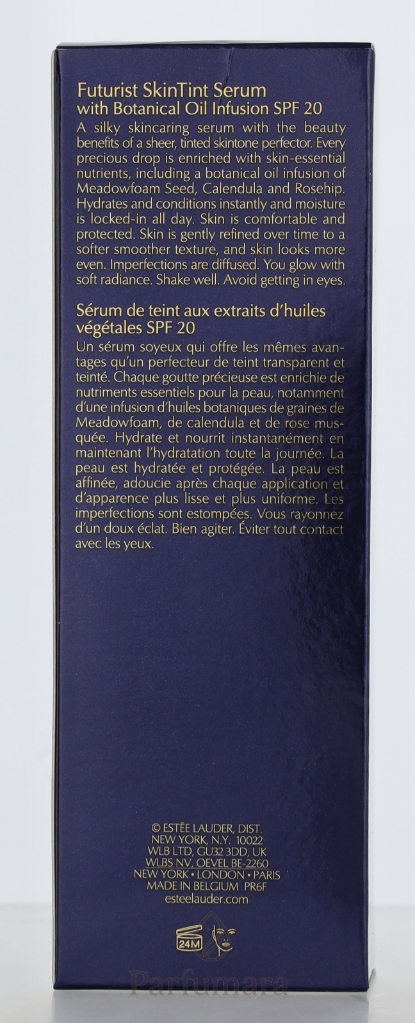 Futurist SkinTint Serum
with Botanical Oil Infusion SPF 20
A silky skincaring serum with the beauty
benefits of a sheer, tinted skintone perfector. Every
precious drop is enriched with skin-essential
nutrients, including a botanical oil infusion of
Meadowfoam Seed, Calendula and Rosehip.
Hydrates and conditions instantly and moisture
is locked-in all day. Skin is comfortable and
protected. Skin is gently refined over time to a
softer smoother texture, and skin looks more
even. Imperfections are diffused. You glow with
soft radiance. Shake well. Avoid getting in eyes.
Sérum de teint aux extraits d'huiles
végétales SPF 20
Un sérum soyeux qui offre les mêmes avan-
tages qu'un perfecteur de teint transparent et
teinté. Chaque goutte précieuse est enrichie de
nutriments essentiels pour la peau, notamment
d'une infusion d'huiles botaniques de graines de
Meadowfoam, de calendula et de rose mus-
quée. Hydrate et nourrit instantanément en
maintenant l'hydratation toute la journée. La
peau est hydratée et protégée. La peau est
affinée, adoucie après chaque application et
d'apparence plus lisse et plus uniforme. Les
imperfections sont estompées. Vous rayonnez
d'un doux éclat. Bien agiter. Éviter tout contact
avec les yeux.
© ESTĒE LAUDER, DIST.
NEW YORK, N.Y. 10022
WLB LTD, GU32 3DD, UK
WLBS NV, OEVEL BE-2260
NEW YORK • LONDON • PARIS
MADE IN BELGIUM PR6F
esteelauder.com
24M
Parfumara